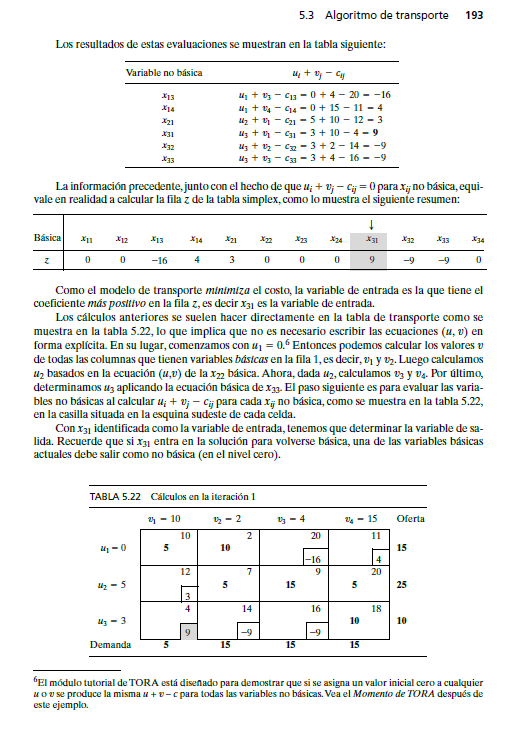 5.3 Algoritmo de transporte 193
Los resultados de estas evaluaciones se muestran en la tabla siguiente:
Variable no básica uᵢ + vⱼ − cᵢⱼ
x₁₃ u₁ + v₃ − c₁₃ = 0 + 4 − 20 = −16
x₁₄ u₁ + v₄ − c₁₄ = 0 + 15 − 11 = 4
x₂₁ u₂ + v₁ − c₂₁ = 5 + 10 − 12 = 3
x₃₁ u₃ + v₁ − c₃₁ = 3 + 10 − 4 = 9
x₃₂ u₃ + v₂ − c₃₂ = 3 + 2 − 14 = −9
x₃₃ u₃ + v₃ − c₃₃ = 3 + 4 − 16 = −9
La información precedente, junto con el hecho de que uᵢ + vⱼ − cᵢⱼ = 0 para xᵢⱼ no básica, equi-
vale en realidad a calcular la fila z de la tabla simplex, como lo muestra el siguiente resumen:
↓
Básica x₁₁ x₁₂ x₁₃ x₁₄ x₂₁ x₂₂ x₂₃ x₂₄ x₃₁ x₃₂ x₃₃ x₃₄
z 0 0 −16 4 3 0 0 0 9 −9 −9 0
Como el modelo de transporte minimiza el costo, la variable de entrada es la que tiene el
coeficiente más positivo en la fila z, es decir x₃₁ es la variable de entrada.
Los cálculos anteriores se suelen hacer directamente en la tabla de transporte como se
muestra en la tabla 5.22, lo que implica que no es necesario escribir las ecuaciones (u, v) en
forma explícita. En su lugar, comenzamos con u₁ = 0.⁶ Entonces podemos calcular los valores v
de todas las columnas que tienen variables básicas en la fila 1, es decir, v₁ y v₂. Luego calculamos
u₂ basados en la ecuación (u,v) de la x₂₂ básica. Ahora, dada u₂, calculamos v₃ y v₄. Por último,
determinamos u₃ aplicando la ecuación básica de x₃₃. El paso siguiente es para evaluar las varia-
bles no básicas al calcular uᵢ + vⱼ − cᵢⱼ para cada xᵢⱼ no básica, como se muestra en la tabla 5.22,
en la casilla situada en la esquina sudeste de cada celda.
Con x₃₁ identificada como la variable de entrada, tenemos que determinar la variable de sa-
lida. Recuerde que si x₃₁ entra en la solución para volverse básica, una de las variables básicas
actuales debe salir como no básica (en el nivel cero).
TABLA 5.22 Cálculos en la iteración 1
v₁ = 10 v₂ = 2 v₃ = 4 v₄ = 15 Oferta
10 2 20 11
u₁ = 0 5 10 15
−16 4
12 7 9 20
u₂ = 5 5 15 5 25
3
4 14 16 18
u₃ = 3 10 10
9 −9 −9
Demanda 5 15 15 15
⁶El módulo tutorial de TORA está diseñado para demostrar que si se asigna un valor inicial cero a cualquier
u o v se produce la misma u + v − c para todas las variables no básicas. Vea el Momento de TORA después de
este ejemplo.